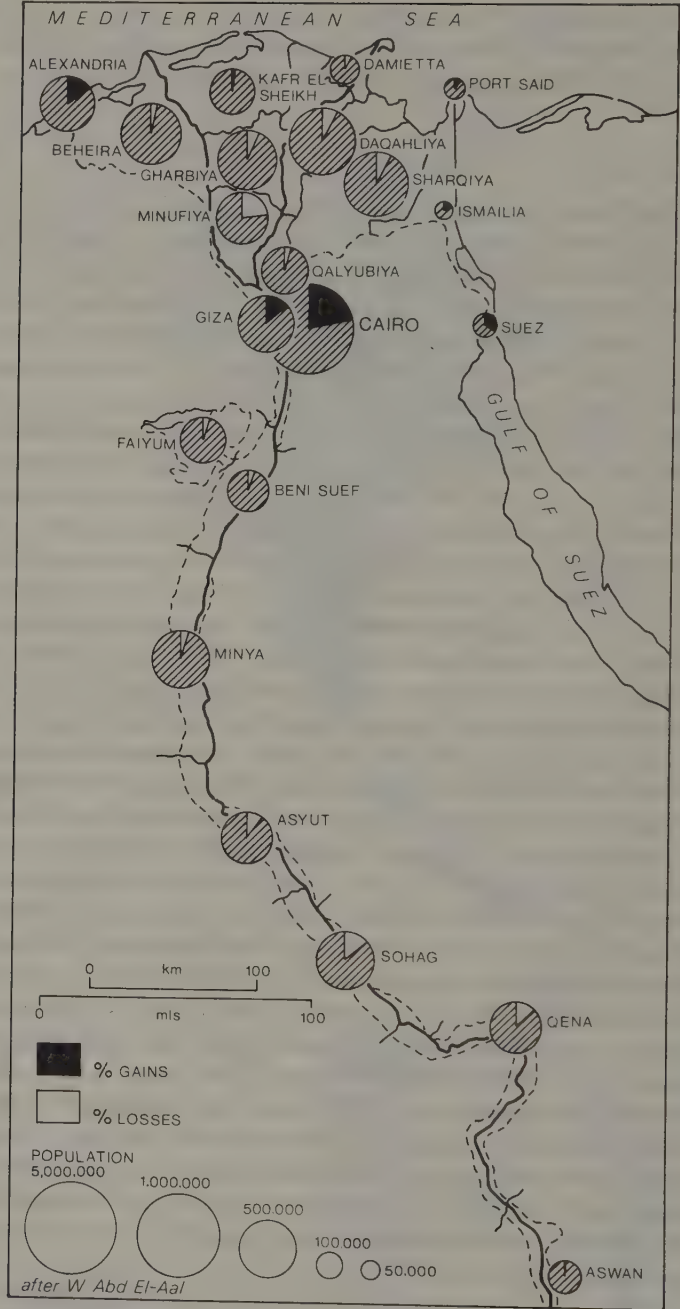 MEDITERRANEAN SEA
ALEXANDRIA
KAFR EL-
SHEIKH
DAMIETTA
PORT SAID
BEHEIRA
GHARBIYA
DAQAHLIYA
SHARQIYA
MINUFIYA
ISMAILIA
QALYUBIYA
GIZA
CAIRO
SUEZ
GULF OF SUEZ
FAIYUM
BENI SUEF
MINYA
ASYUT
SOHAG
QENA
0 km 100
0 mls 100
% GAINS
% LOSSES
POPULATION
5,000.000
1.000.000
500.000
100.000
50.000
ASWAN
after W Abd El-Aal